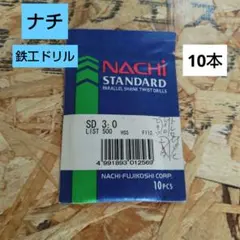 ナチ
鉄工ドリル
10本
NACHI
STANDARD
PARALLEL SHANK TWIST DRILLS
SD 3.0
LIST 500 HSS
4 991893 012569
NACHI-FUJIKOSHI CORP.
10PCS